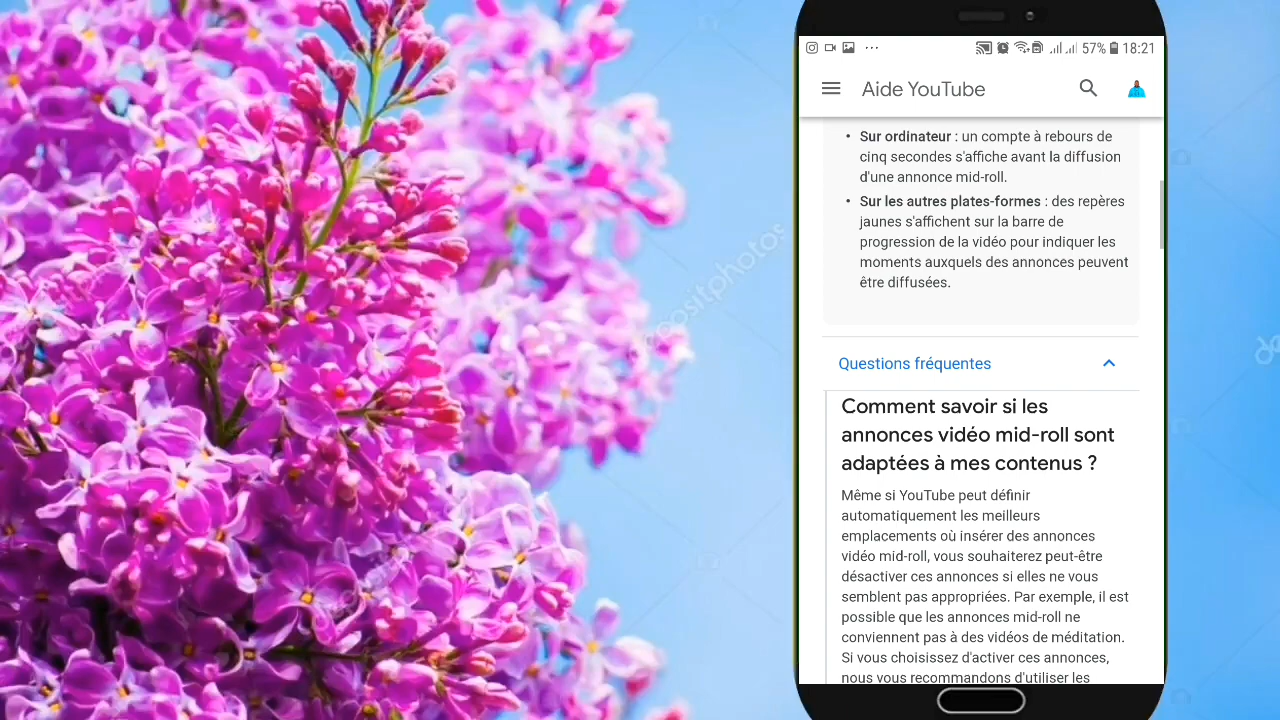 57% 18:21
Aide YouTube
• Sur ordinateur : un compte à rebours de
cinq secondes s'affiche avant la diffusion
d'une annonce mid-roll.
• Sur les autres plates-formes : des repères
jaunes s'affichent sur la barre de
progression de la vidéo pour indiquer les
moments auxquels des annonces peuvent
être diffusées.
Questions fréquentes
Comment savoir si les
annonces vidéo mid-roll sont
adaptées à mes contenus ?
Même si YouTube peut définir
automatiquement les meilleurs
emplacements où insérer des annonces
vidéo mid-roll, vous souhaiterez peut-être
désactiver ces annonces si elles ne vous
semblent pas appropriées. Par exemple, il est
possible que les annonces mid-roll ne
conviennent pas à des vidéos de méditation.
Si vous choisissez d'activer ces annonces,
nous vous recommandons d'utiliser les